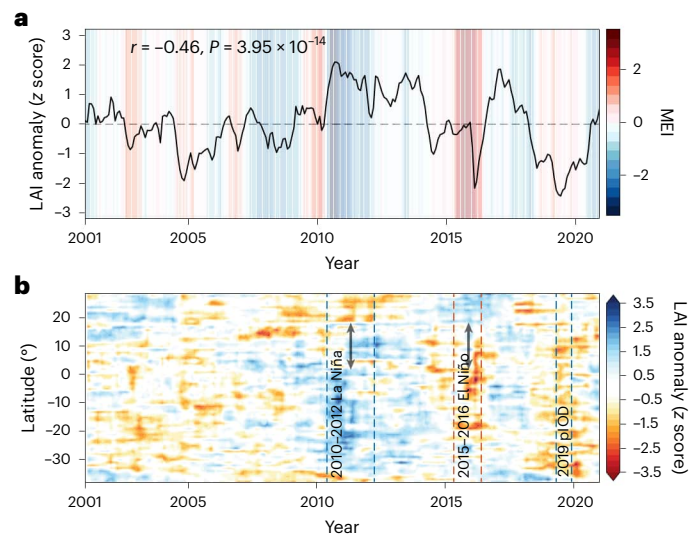 a
r = −0.46, P = 3.95 × 10⁻¹⁴
LAI anomaly (z score)
3
2
1
0
−1
−2
−3
2001
2005
2010
2015
2020
Year
2
0
−2
MEI
b
Latitude (°)
20
10
0
−10
−20
−30
2010–2012 La Niña
2015–2016 El Niño
2019 pIOD
2001
2005
2010
2015
2020
Year
3.5
2.5
1.5
0.5
−0.5
−1.5
−2.5
−3.5
LAI anomaly (z score)